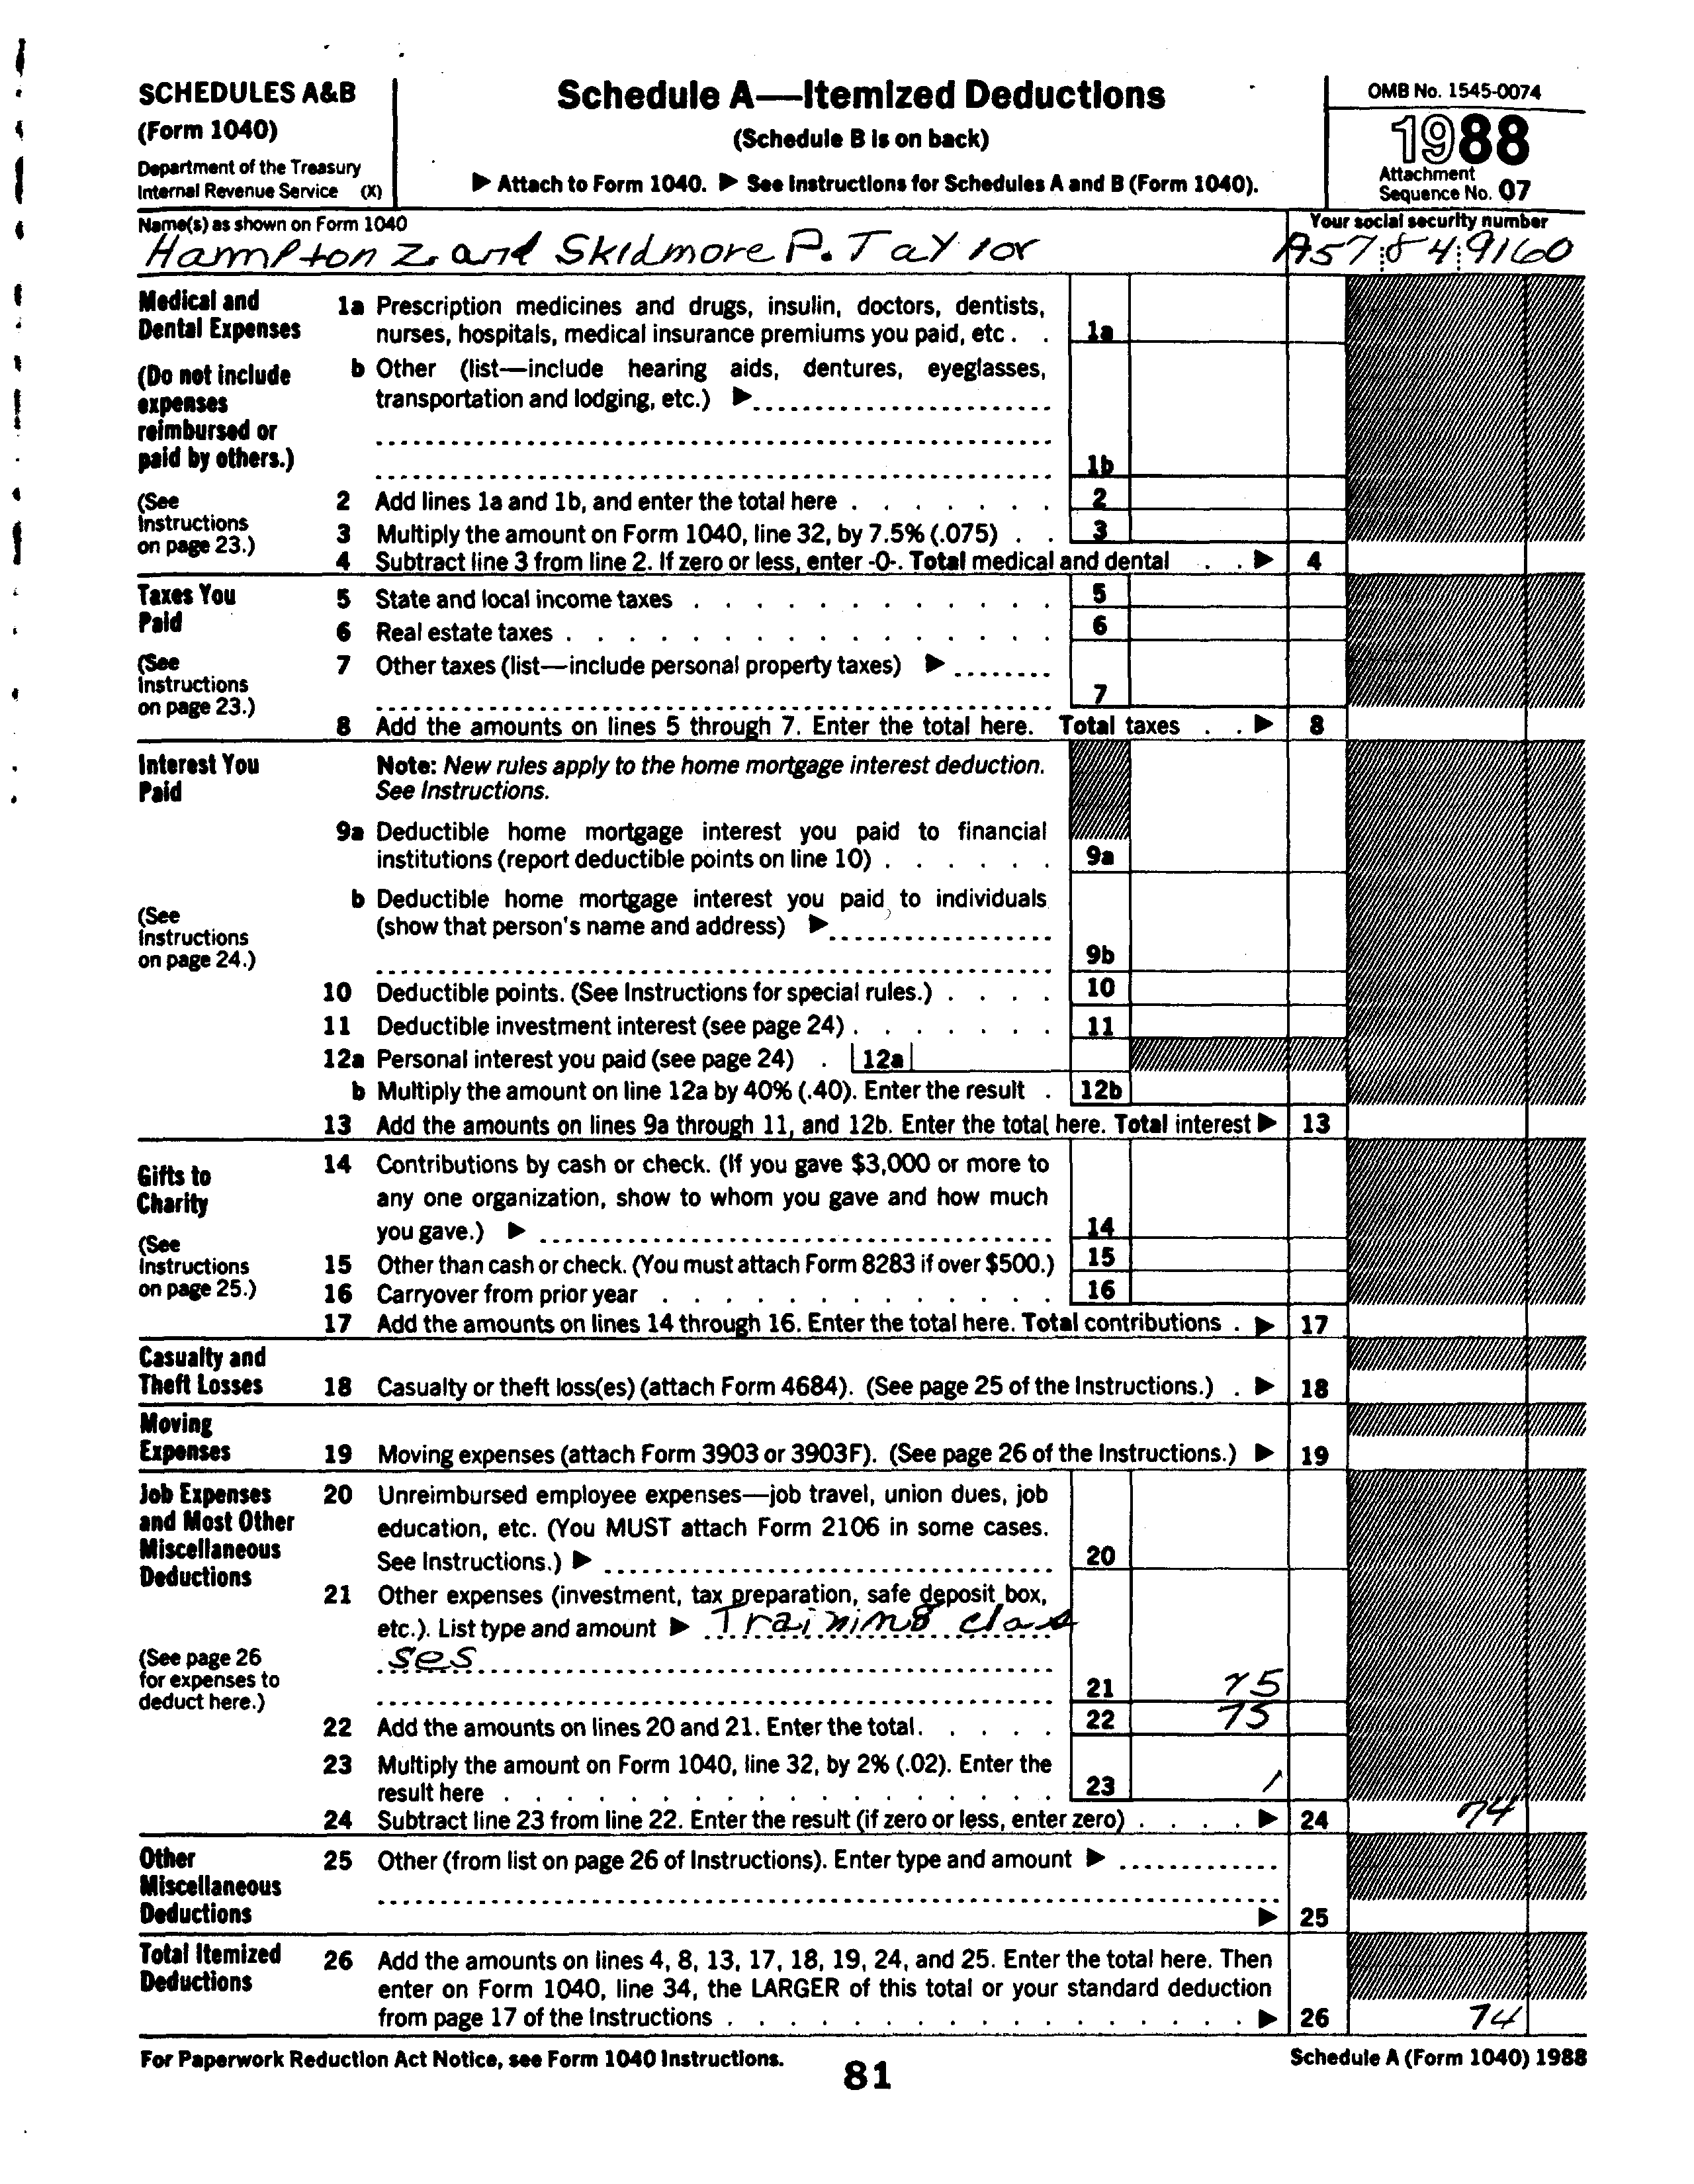 SCHEDULES A&B
(Form 1040)
Department of the Treasury
Internal Revenue Service (X)
Schedule A—Itemized Deductions
(Schedule B is on back)
▶ Attach to Form 1040. ▶ See Instructions for Schedules A and B (Form 1040).
OMB No. 1545-0074
1988
Attachment
Sequence No. 07
Name(s) as shown on Form 1040
Your social security number
Hampton Z. and Skidmore P. Taylor
A57 84 9160
Medical and
Dental Expenses
(Do not include
expenses
reimbursed or
paid by others.)
(See
Instructions
on page 23.)
1a Prescription medicines and drugs, insulin, doctors, dentists,
nurses, hospitals, medical insurance premiums you paid, etc . . 1a
b Other (list—include hearing aids, dentures, eyeglasses,
transportation and lodging, etc.) ▶
1b
2 Add lines 1a and 1b, and enter the total here . . . . . . . 2
3 Multiply the amount on Form 1040, line 32, by 7.5% (.075) . . 3
4 Subtract line 3 from line 2. If zero or less, enter -0-. Total medical and dental . . ▶ 4
Taxes You
Paid
(See
Instructions
on page 23.)
5 State and local income taxes . . . . . . . . . . . . 5
6 Real estate taxes . . . . . . . . . . . . . . . . 6
7 Other taxes (list—include personal property taxes) ▶
7
8 Add the amounts on lines 5 through 7. Enter the total here. Total taxes . . ▶ 8
Interest You
Paid
(See
Instructions
on page 24.)
Note: New rules apply to the home mortgage interest deduction.
See Instructions.
9a Deductible home mortgage interest you paid to financial
institutions (report deductible points on line 10) . . . . . . 9a
b Deductible home mortgage interest you paid to individuals
(show that person's name and address) ▶
9b
10 Deductible points. (See Instructions for special rules.) . . . . 10
11 Deductible investment interest (see page 24) . . . . . . . 11
12a Personal interest you paid (see page 24) . 12a
b Multiply the amount on line 12a by 40% (.40). Enter the result . 12b
13 Add the amounts on lines 9a through 11, and 12b. Enter the total here. Total interest ▶ 13
Gifts to
Charity
(See
Instructions
on page 25.)
14 Contributions by cash or check. (If you gave $3,000 or more to
any one organization, show to whom you gave and how much
you gave.) ▶ 14
15 Other than cash or check. (You must attach Form 8283 if over $500.) 15
16 Carryover from prior year . . . . . . . . . . . . . 16
17 Add the amounts on lines 14 through 16. Enter the total here. Total contributions . ▶ 17
Casualty and
Theft Losses
18 Casualty or theft loss(es) (attach Form 4684). (See page 25 of the Instructions.) . ▶ 18
Moving
Expenses
19 Moving expenses (attach Form 3903 or 3903F). (See page 26 of the Instructions.) ▶ 19
Job Expenses
and Most Other
Miscellaneous
Deductions
(See page 26
for expenses to
deduct here.)
20 Unreimbursed employee expenses—job travel, union dues, job
education, etc. (You MUST attach Form 2106 in some cases.
See Instructions.) ▶ 20
21 Other expenses (investment, tax preparation, safe deposit box,
etc.). List type and amount ▶ Training clas
ses
21 75
22 Add the amounts on lines 20 and 21. Enter the total. . . . . 22 75
23 Multiply the amount on Form 1040, line 32, by 2% (.02). Enter the
result here . . . . . . . . . . . . . . . . . . 23 1
24 Subtract line 23 from line 22. Enter the result (if zero or less, enter zero) . . . . ▶ 24 74
Other
Miscellaneous
Deductions
25 Other (from list on page 26 of Instructions). Enter type and amount ▶
▶ 25
Total Itemized
Deductions
26 Add the amounts on lines 4, 8, 13, 17, 18, 19, 24, and 25. Enter the total here. Then
enter on Form 1040, line 34, the LARGER of this total or your standard deduction
from page 17 of the Instructions . . . . . . . . . . . . . . . . . ▶ 26 74
For Paperwork Reduction Act Notice, see Form 1040 Instructions.
81
Schedule A (Form 1040) 1988